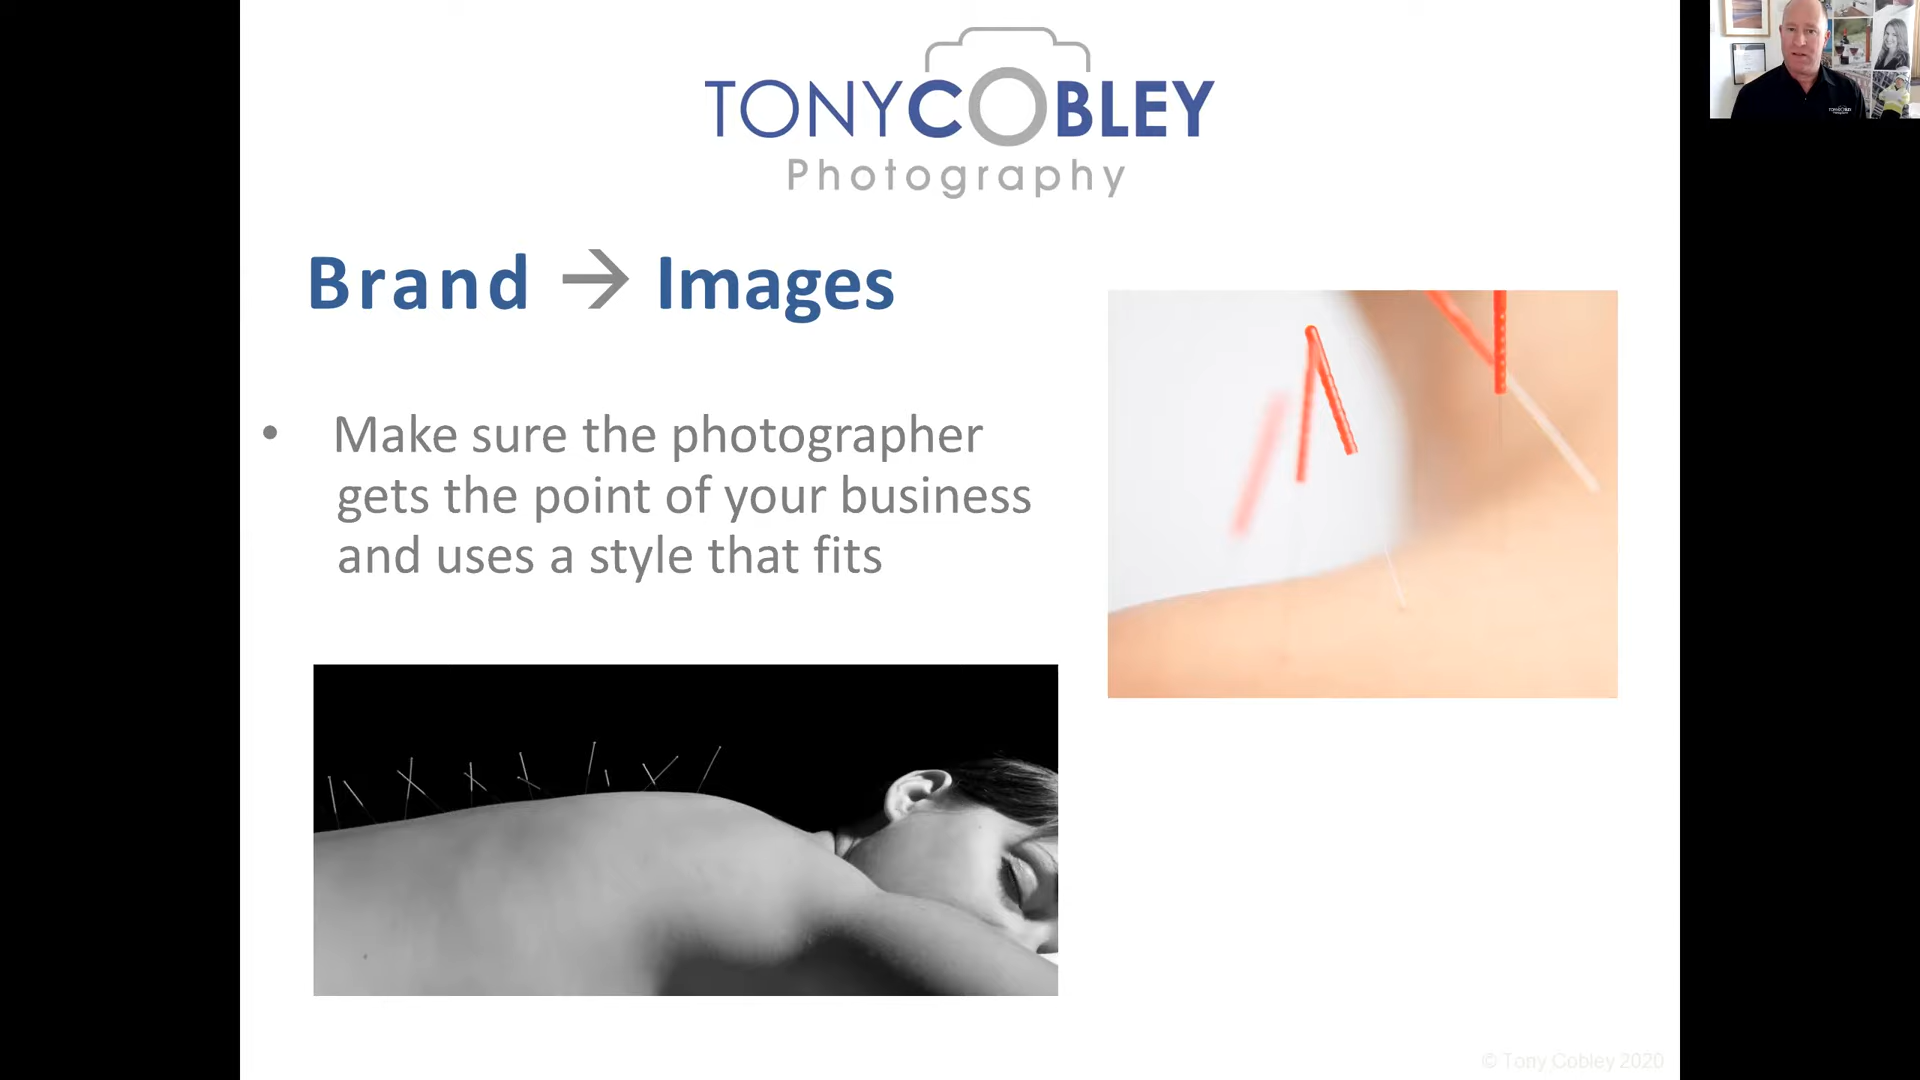 TONYCOBLEY
Photography
Brand → Images
• Make sure the photographer
gets the point of your business
and uses a style that fits
© Tony Cobley 2020